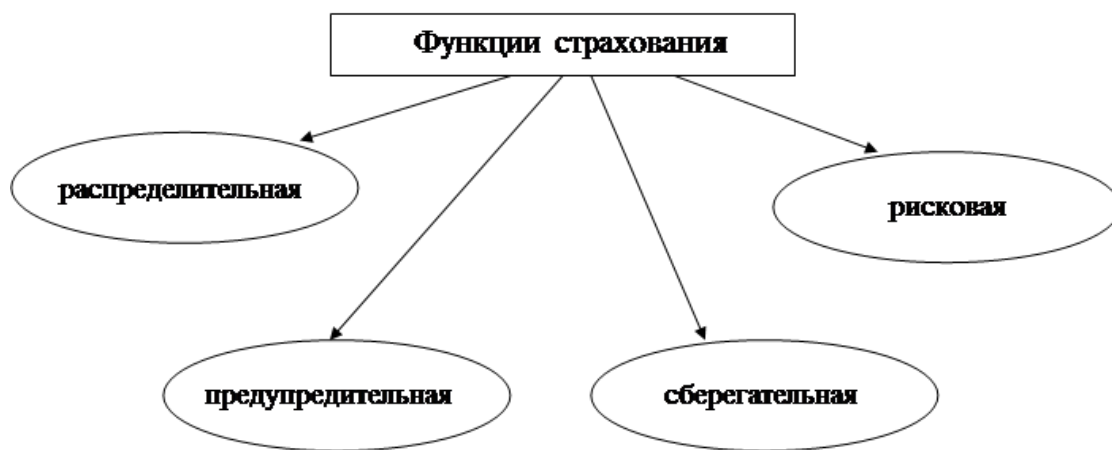 Функции страхования
распределительная
рисковая
предупредительная
сберегательная